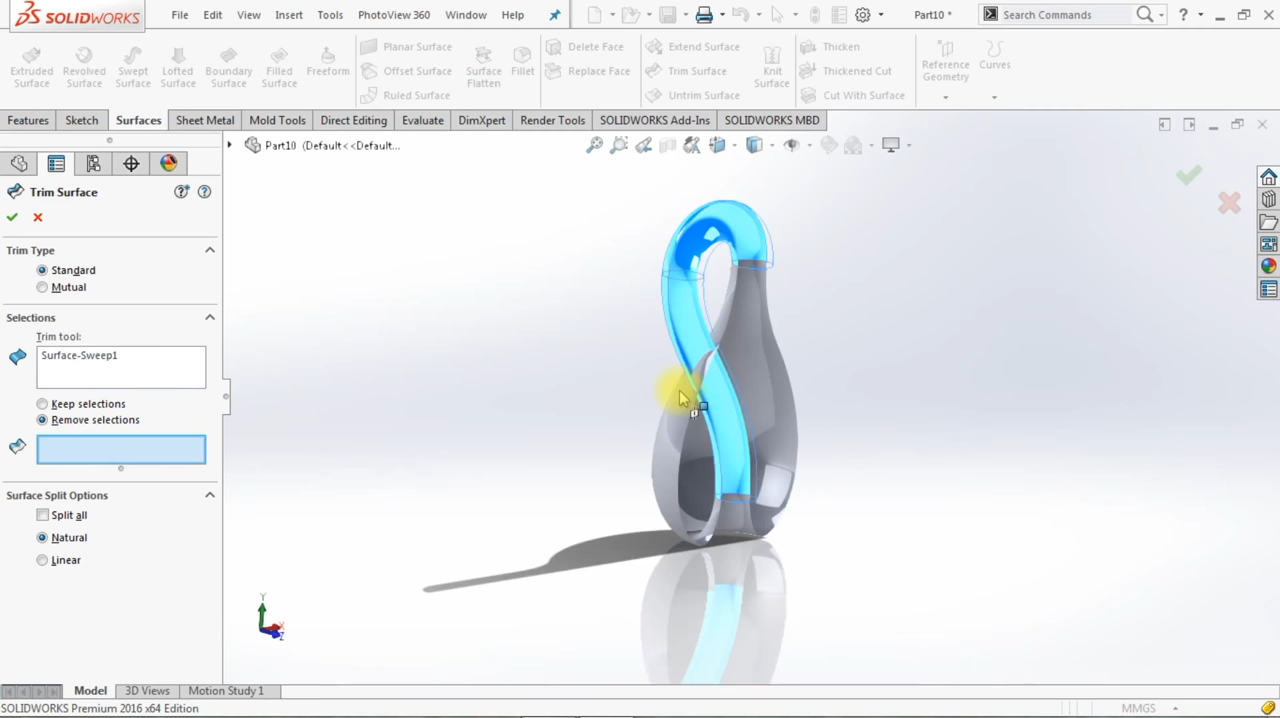 SOLIDWORKS File Edit View Insert Tools PhotoView 360 Window Help Part10 * Search Commands
Extruded Surface
Revolved Surface
Swept Surface
Lofted Surface
Boundary Surface
Filled Surface
Freeform
Planar Surface
Offset Surface
Ruled Surface
Surface Flatten
Fillet
Delete Face
Replace Face
Extend Surface
Trim Surface
Untrim Surface
Knit Surface
Thicken
Thickened Cut
Cut With Surface
Reference Geometry
Curves
Features Sketch Surfaces Sheet Metal Mold Tools Direct Editing Evaluate DimXpert Render Tools SOLIDWORKS Add-Ins SOLIDWORKS MBD
Part10 (Default<<Default...
Trim Surface
Trim Type
Standard
Mutual
Selections
Trim tool:
Surface-Sweep1
Keep selections
Remove selections
Surface Split Options
Split all
Natural
Linear
Y
X
Z
Model 3D Views Motion Study 1
SOLIDWORKS Premium 2016 x64 Edition MMGS